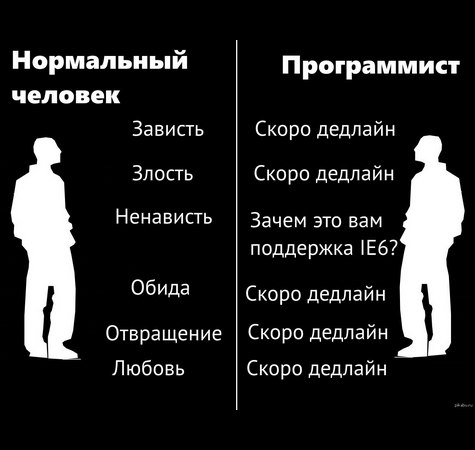 Нормальный
человек
Зависть
Злость
Ненависть
Обида
Отвращение
Любовь
Программист
Скоро дедлайн
Скоро дедлайн
Зачем это вам
поддержка IE6?
Скоро дедлайн
Скоро дедлайн
Скоро дедлайн
pikabu.ru